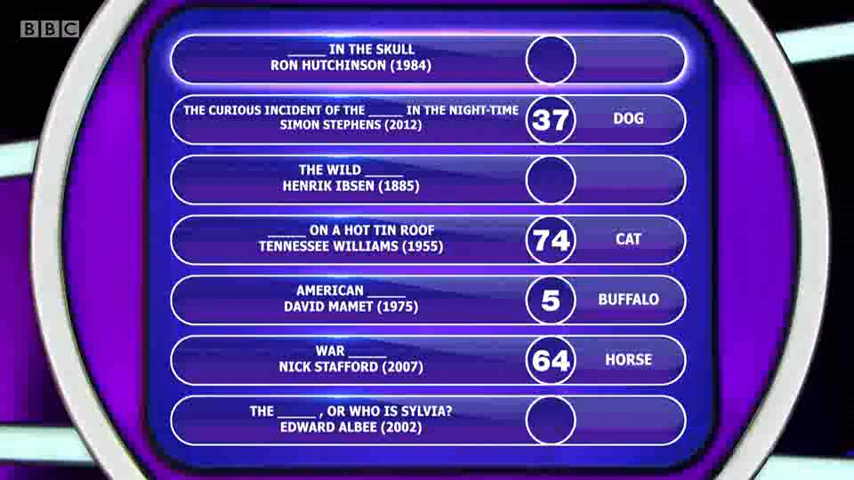 BBC
_____ IN THE SKULL
RON HUTCHINSON (1984)
THE CURIOUS INCIDENT OF THE _____ IN THE NIGHT-TIME
SIMON STEPHENS (2012)
37
DOG
THE WILD _____
HENRIK IBSEN (1885)
_____ ON A HOT TIN ROOF
TENNESSEE WILLIAMS (1955)
74
CAT
AMERICAN _____
DAVID MAMET (1975)
5
BUFFALO
WAR _____
NICK STAFFORD (2007)
64
HORSE
THE _____ , OR WHO IS SYLVIA?
EDWARD ALBEE (2002)